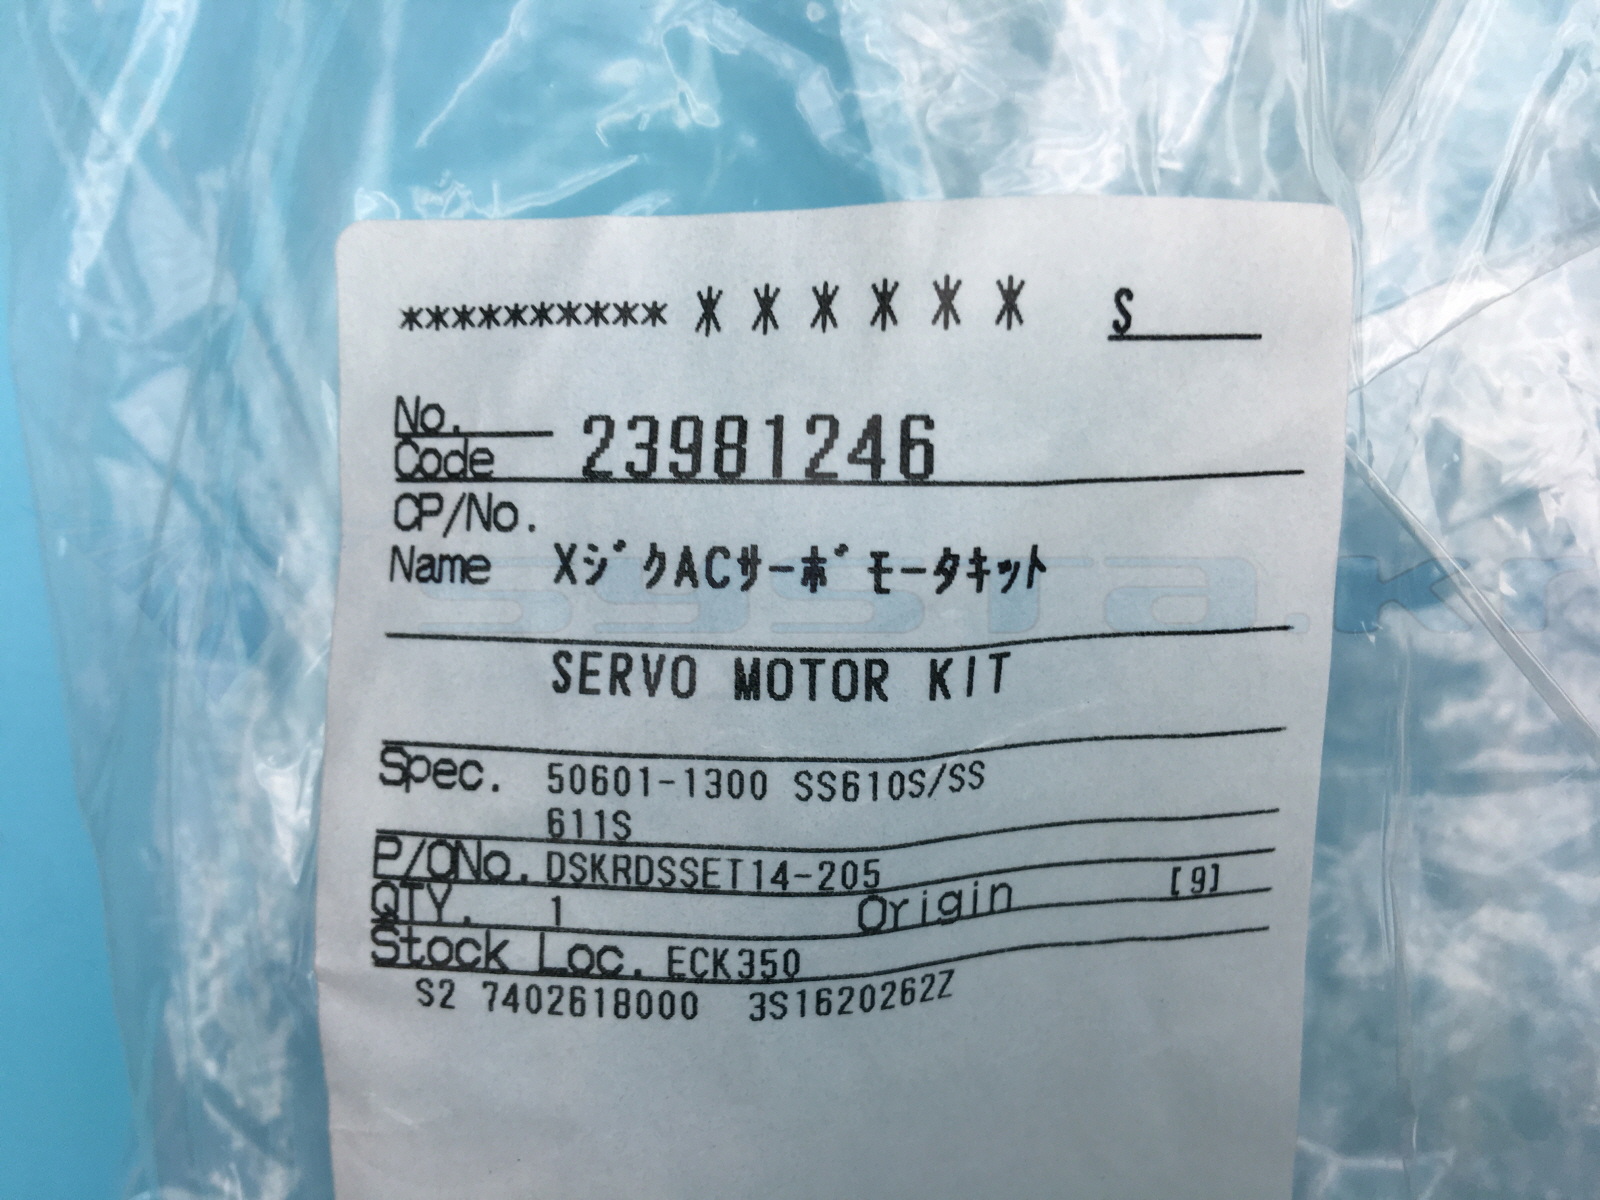 ********** ****** S
No.
Code 23981246
CP/No.
Name XジクACサーボモータキット
SERVO MOTOR KIT
Spec. 50601-1300 SS610S/SS
611S
P/ONo. DSKRDSSET14-205
QTY. 1 Origin [9]
Stock Loc. ECK350
S2 7402618000 3S1620262Z